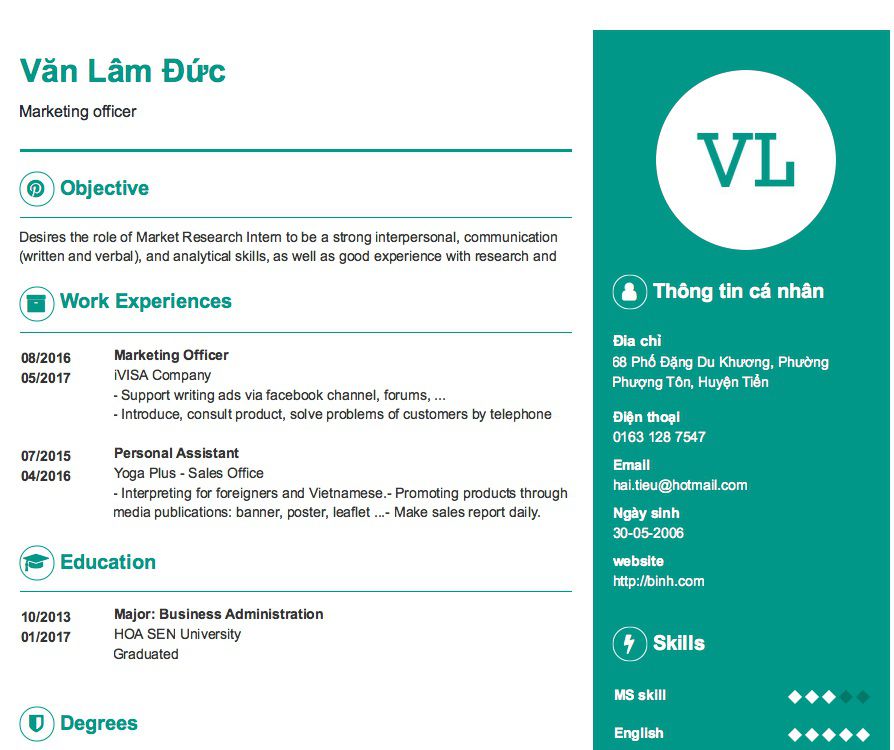 Văn Lâm Đức
Marketing officer
Objective
Desires the role of Market Research Intern to be a strong interpersonal, communication
(written and verbal), and analytical skills, as well as good experience with research and
Work Experiences
08/2016
05/2017
Marketing Officer
iVISA Company
- Support writing ads via facebook channel, forums, ...
- Introduce, consult product, solve problems of customers by telephone
07/2015
04/2016
Personal Assistant
Yoga Plus - Sales Office
- Interpreting for foreigners and Vietnamese.- Promoting products through
media publications: banner, poster, leaflet ...- Make sales report daily.
Education
10/2013
01/2017
Major: Business Administration
HOA SEN University
Graduated
Degrees
VL
Thông tin cá nhân
Địa chỉ
68 Phố Đặng Du Khương, Phường
Phượng Tôn, Huyện Tiển
Điện thoại
0163 128 7547
Email
hai.tieu@hotmail.com
Ngày sinh
30-05-2006
website
http://binh.com
Skills
MS skill
English